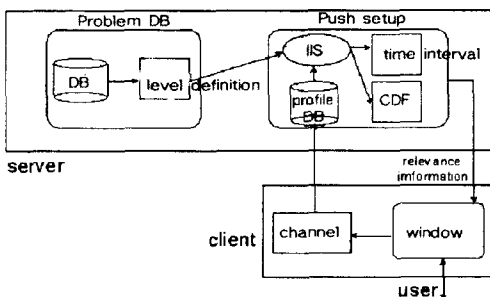 Problem DB
Push setup
DB
level definition
IIS
time interval
profile
DB
CDF
server
relevance
imformation
client
channel
window
user